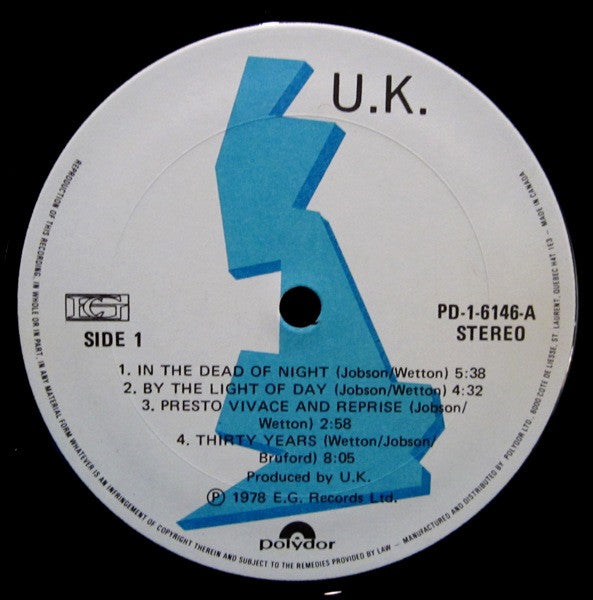 U.K.
EG
SIDE 1
PD-1-6146-A
STEREO
1. IN THE DEAD OF NIGHT (Jobson/Wetton) 5:38
2. BY THE LIGHT OF DAY (Jobson/Wetton) 4:32
3. PRESTO VIVACE AND REPRISE (Jobson/
Wetton) 2:58
4. THIRTY YEARS (Wetton/Jobson/
Bruford) 8:05
Produced by U.K.
Ⓟ 1978 E.G. Records Ltd.
polydor
REPRODUCTION OF THIS RECORDING, IN WHOLE OR IN PART, IN ANY MATERIAL FORM WHATEVER IS AN INFRINGEMENT OF COPYRIGHT THEREIN AND SUBJECT TO THE REMEDIES PROVIDED BY LAW – MANUFACTURED AND DISTRIBUTED BY POLYDOR LTD., 6000 COTE DE LIESSE, ST. LAURENT, QUEBEC H4T 1E3 – MADE IN CANADA